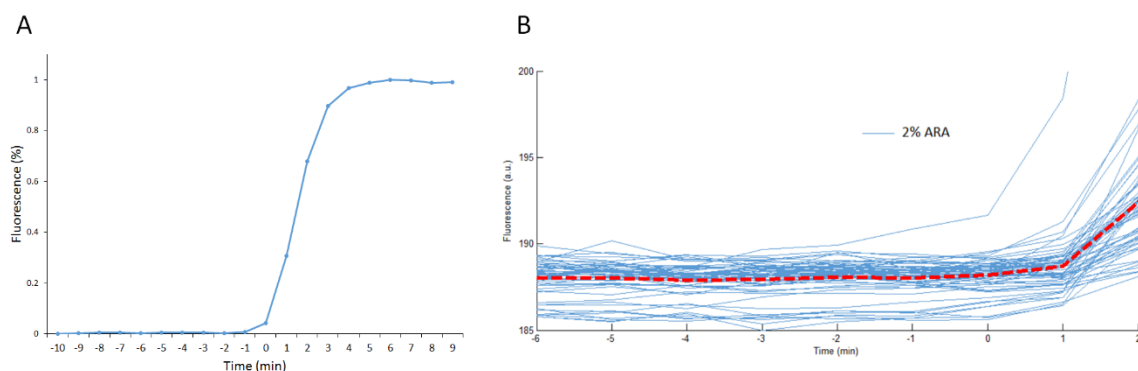 A
Fluorescence (%)
1
0.8
0.6
0.4
0.2
0
-10 -9 -8 -7 -6 -5 -4 -3 -2 -1 0 1 2 3 4 5 6 7 8 9
Time (min)
B
Fluorescence (a.u.)
200
195
190
185
2% ARA
-6 -5 -4 -3 -2 -1 0 1 2
Time (min)